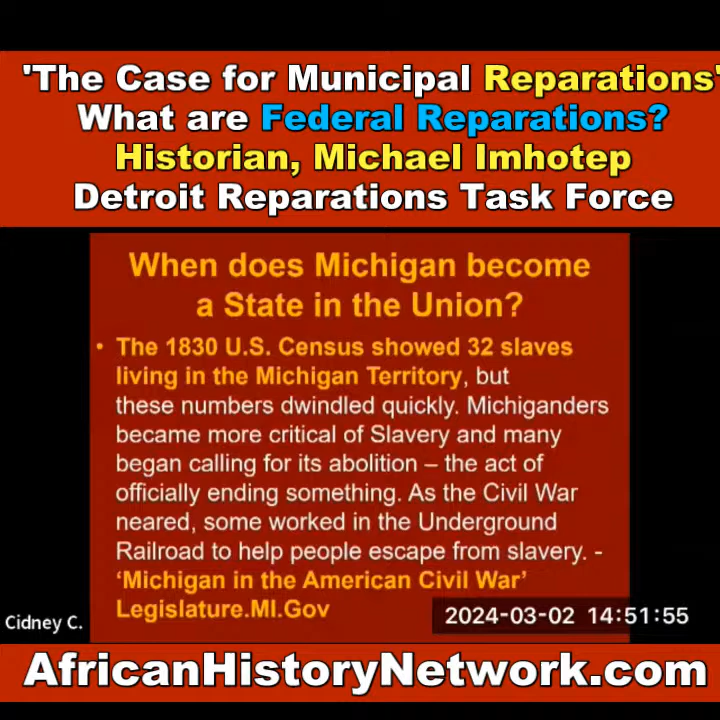 'The Case for Municipal Reparations'
What are Federal Reparations?
Historian, Michael Imhotep
Detroit Reparations Task Force
When does Michigan become
a State in the Union?
• The 1830 U.S. Census showed 32 slaves
living in the Michigan Territory, but
these numbers dwindled quickly. Michiganders
became more critical of Slavery and many
began calling for its abolition – the act of
officially ending something. As the Civil War
neared, some worked in the Underground
Railroad to help people escape from slavery. -
‘Michigan in the American Civil War’
Legislature.MI.Gov
Cidney C.
2024-03-02 14:51:55
AfricanHistoryNetwork.com